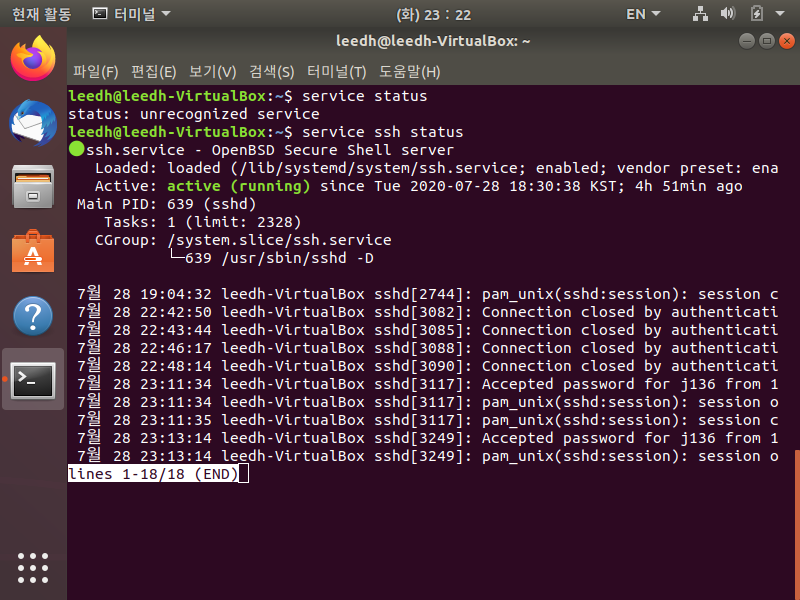 현재 활동 터미널 (화) 23 : 22 EN
leedh@leedh-VirtualBox: ~
파일(F) 편집(E) 보기(V) 검색(S) 터미널(T) 도움말(H)
leedh@leedh-VirtualBox:~$ service status
status: unrecognized service
leedh@leedh-VirtualBox:~$ service ssh status
●ssh.service - OpenBSD Secure Shell server
Loaded: loaded (/lib/systemd/system/ssh.service; enabled; vendor preset: ena
Active: active (running) since Tue 2020-07-28 18:30:38 KST; 4h 51min ago
Main PID: 639 (sshd)
Tasks: 1 (limit: 2328)
CGroup: /system.slice/ssh.service
└─639 /usr/sbin/sshd -D
7월 28 19:04:32 leedh-VirtualBox sshd[2744]: pam_unix(sshd:session): session c
7월 28 22:42:50 leedh-VirtualBox sshd[3082]: Connection closed by authenticati
7월 28 22:43:44 leedh-VirtualBox sshd[3085]: Connection closed by authenticati
7월 28 22:46:17 leedh-VirtualBox sshd[3088]: Connection closed by authenticati
7월 28 22:48:14 leedh-VirtualBox sshd[3090]: Connection closed by authenticati
7월 28 23:11:34 leedh-VirtualBox sshd[3117]: Accepted password for j136 from 1
7월 28 23:11:34 leedh-VirtualBox sshd[3117]: pam_unix(sshd:session): session o
7월 28 23:11:35 leedh-VirtualBox sshd[3117]: pam_unix(sshd:session): session c
7월 28 23:13:14 leedh-VirtualBox sshd[3249]: Accepted password for j136 from 1
7월 28 23:13:14 leedh-VirtualBox sshd[3249]: pam_unix(sshd:session): session o
lines 1-18/18 (END)